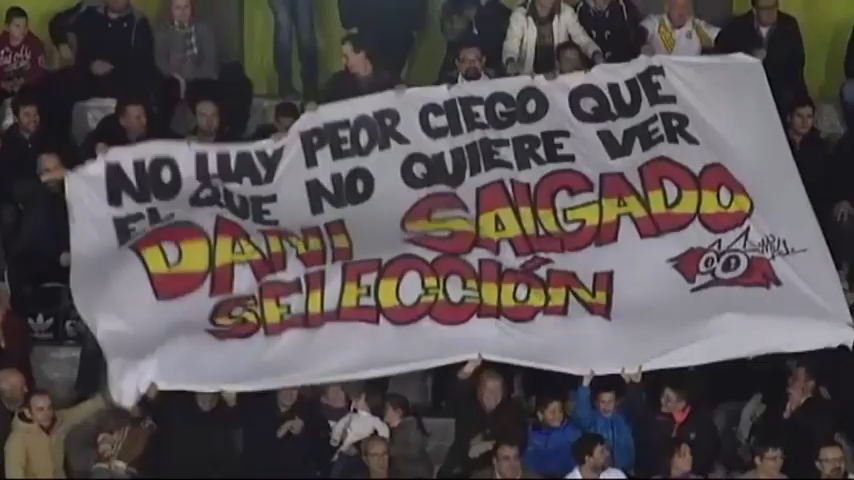 NO HAY PEOR CIEGO QUE
EL QUE NO QUIERE VER
DANI SALGADO
SELECCIÓN